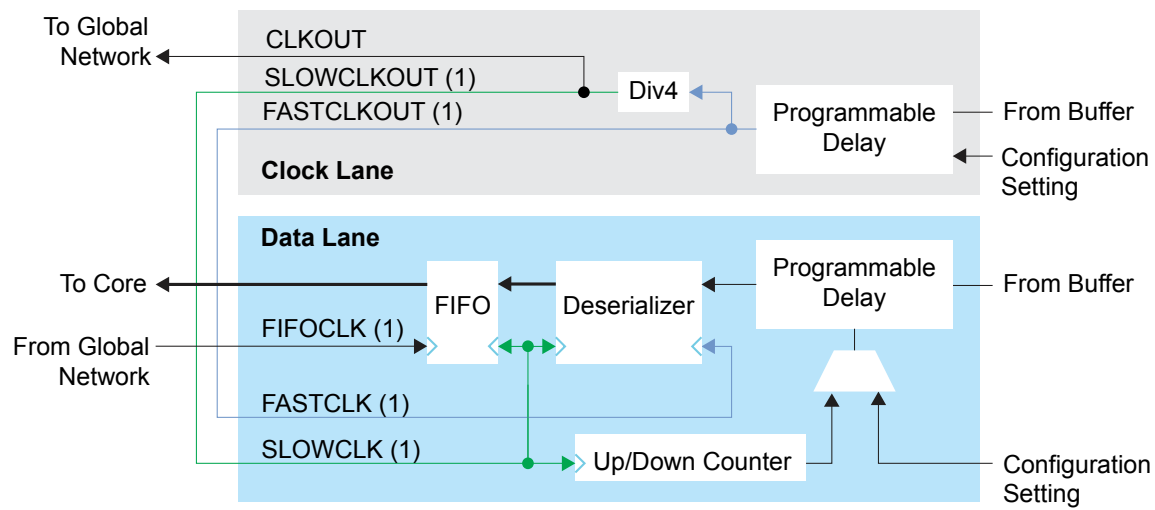 To Global
Network
CLKOUT
SLOWCLKOUT (1)
FASTCLKOUT (1)
Div4
Programmable
Delay
From Buffer
Configuration
Setting
Clock Lane
Data Lane
To Core
FIFO
Deserializer
Programmable
Delay
From Buffer
FIFOCLK (1)
From Global
Network
FASTCLK (1)
SLOWCLK (1)
Up/Down Counter
Configuration
Setting